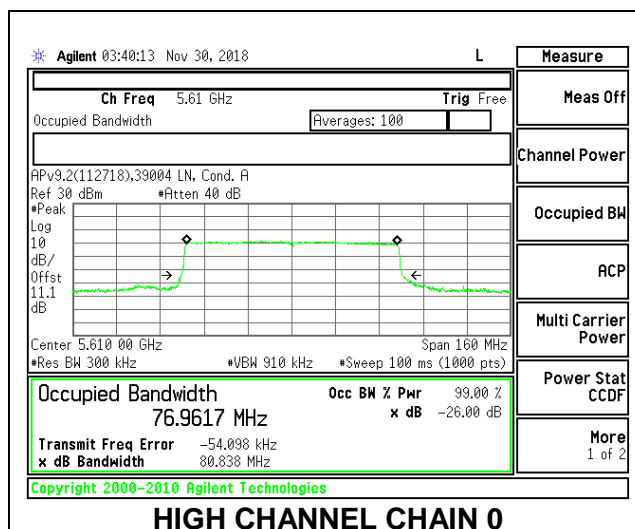 Agilent 03:40:13 Nov 30, 2018 L
Measure
Ch Freq 5.61 GHz Trig Free
Occupied Bandwidth Averages: 100
Meas Off
Channel Power
APv9.2(112718),39004 LN, Cond. A
Ref 30 dBm #Atten 40 dB
#Peak
Log
10
dB/
Offst
11.1
dB
Occupied BW
ACP
Multi Carrier
Power
Center 5.610 00 GHz Span 160 MHz
#Res BW 300 kHz #VBW 910 kHz #Sweep 100 ms (1000 pts)
Occupied Bandwidth
76.9617 MHz
Occ BW % Pwr 99.00 %
x dB -26.00 dB
Transmit Freq Error -54.098 kHz
x dB Bandwidth 80.838 MHz
Power Stat
CCDF
More
1 of 2
Copyright 2000-2010 Agilent Technologies
HIGH CHANNEL CHAIN 0